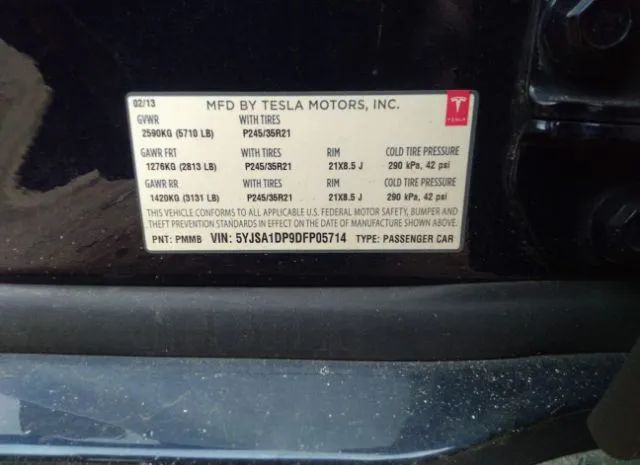 02/13 MFD BY TESLA MOTORS, INC.
GVWR WITH TIRES
2590KG (5710 LB) P245/35R21
TESLA
GAWR FRT WITH TIRES RIM COLD TIRE PRESSURE
1276KG (2813 LB) P245/35R21 21X8.5 J 290 kPa, 42 psi
GAWR RR WITH TIRES RIM COLD TIRE PRESSURE
1420KG (3131 LB) P245/35R21 21X8.5 J 290 kPa, 42 psi
THIS VEHICLE CONFORMS TO ALL APPLICABLE U.S. FEDERAL MOTOR SAFETY, BUMPER AND
THEFT PREVENTION STANDARDS IN EFFECT ON THE DATE OF MANUFACTURE SHOWN ABOVE.
PNT: PMMB VIN: 5YJSA1DP9DFP05714 TYPE: PASSENGER CAR